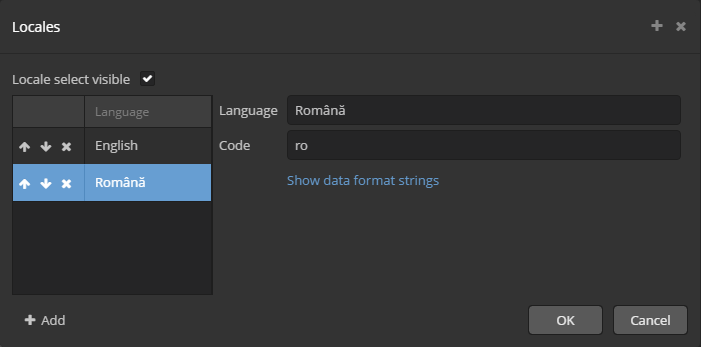 Locales
Locale select visible
Language
English
Română
Language Română
Code ro
Show data format strings
Add
OK Cancel